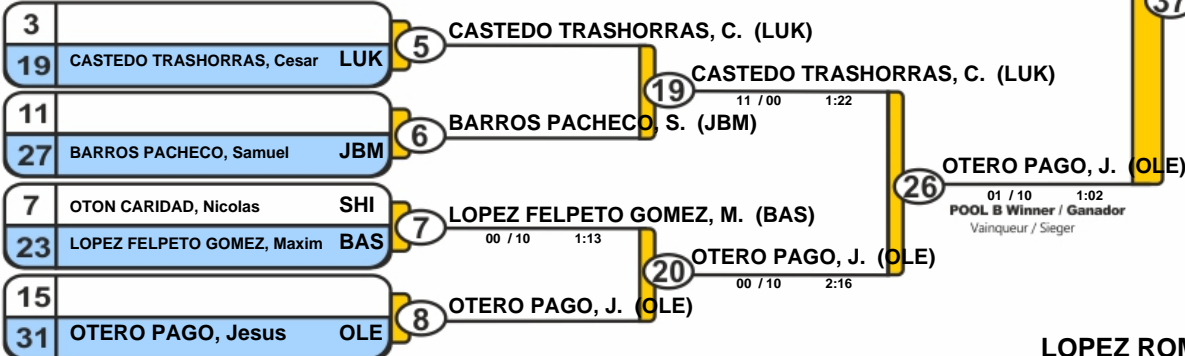 37
3
19 CASTEDO TRASHORRAS, Cesar LUK
5
CASTEDO TRASHORRAS, C. (LUK)
19
CASTEDO TRASHORRAS, C. (LUK)
11 / 00 1:22
11
27 BARROS PACHECO, Samuel JBM
6
BARROS PACHECO, S. (JBM)
26
OTERO PAGO, J. (OLE)
01 / 10 1:02
POOL B Winner / Ganador
Vainqueur / Sieger
7 OTON CARIDAD, Nicolas SHI
23 LOPEZ FELPETO GOMEZ, Maxim BAS
7
LOPEZ FELPETO GOMEZ, M. (BAS)
00 / 10 1:13
20
OTERO PAGO, J. (OLE)
00 / 10 2:16
15
31 OTERO PAGO, Jesus OLE
8
OTERO PAGO, J. (OLE)
LOPEZ